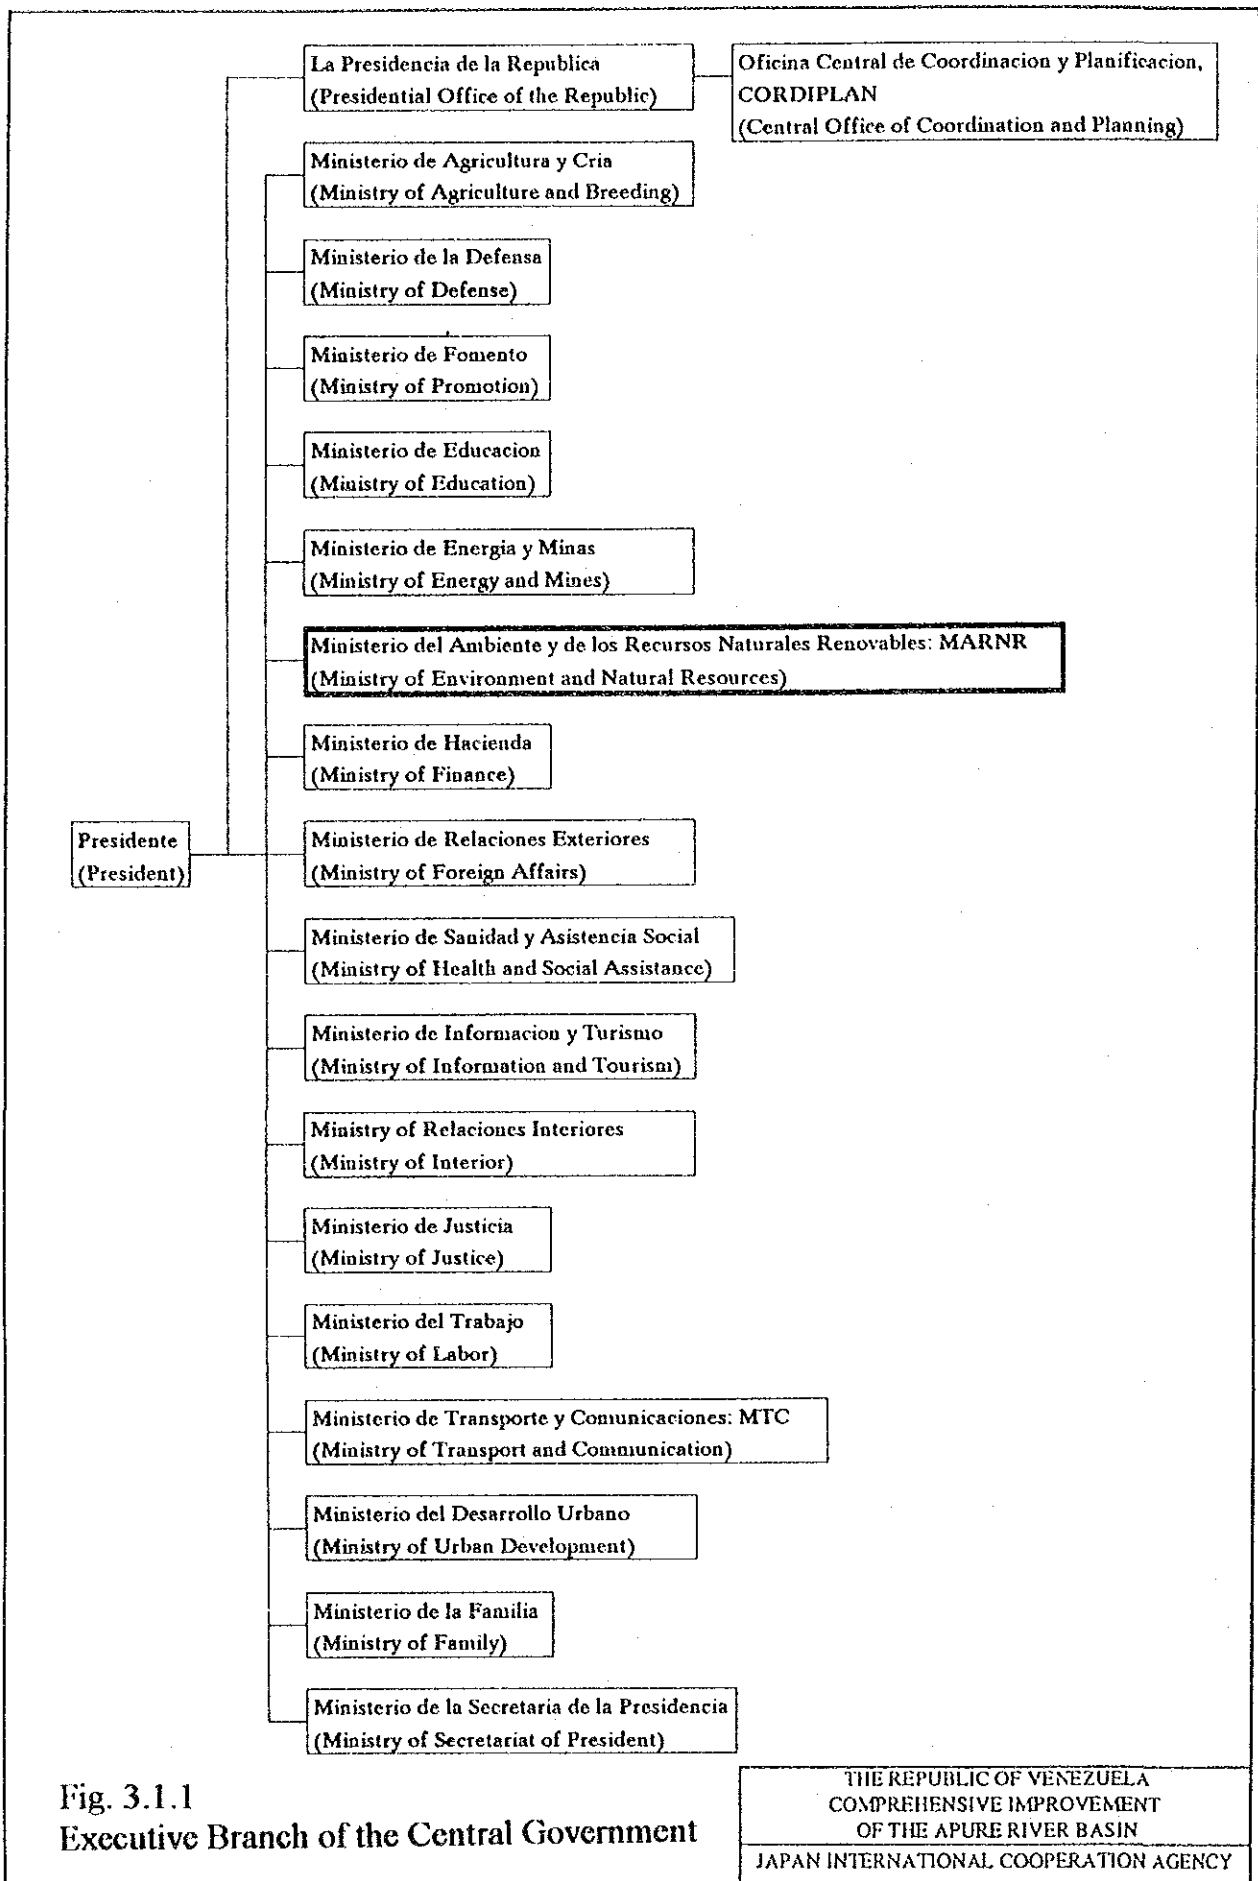 La Presidencia de la Republica
(Presidential Office of the Republic)
Oficina Central de Coordinacion y Planificacion,
CORDIPLAN
(Central Office of Coordination and Planning)
Ministerio de Agricultura y Cria
(Ministry of Agriculture and Breeding)
Ministerio de la Defensa
(Ministry of Defense)
Ministerio de Fomento
(Ministry of Promotion)
Ministerio de Educacion
(Ministry of Education)
Ministerio de Energia y Minas
(Ministry of Energy and Mines)
Ministerio del Ambiente y de los Recursos Naturales Renovables: MARNR
(Ministry of Environment and Natural Resources)
Ministerio de Hacienda
(Ministry of Finance)
Presidente
(President)
Ministerio de Relaciones Exteriores
(Ministry of Foreign Affairs)
Ministerio de Sanidad y Asistencia Social
(Ministry of Health and Social Assistance)
Ministerio de Informacion y Turismo
(Ministry of Information and Tourism)
Ministry of Relaciones Interiores
(Ministry of Interior)
Ministerio de Justicia
(Ministry of Justice)
Ministerio del Trabajo
(Ministry of Labor)
Ministerio de Transporte y Comunicaciones: MTC
(Ministry of Transport and Communication)
Ministerio del Desarrollo Urbano
(Ministry of Urban Development)
Ministerio de la Familia
(Ministry of Family)
Ministerio de la Secretaria de la Presidencia
(Ministry of Secretariat of President)
Fig. 3.1.1
Executive Branch of the Central Government
THE REPUBLIC OF VENEZUELA
COMPREHENSIVE IMPROVEMENT
OF THE APURE RIVER BASIN
JAPAN INTERNATIONAL COOPERATION AGENCY